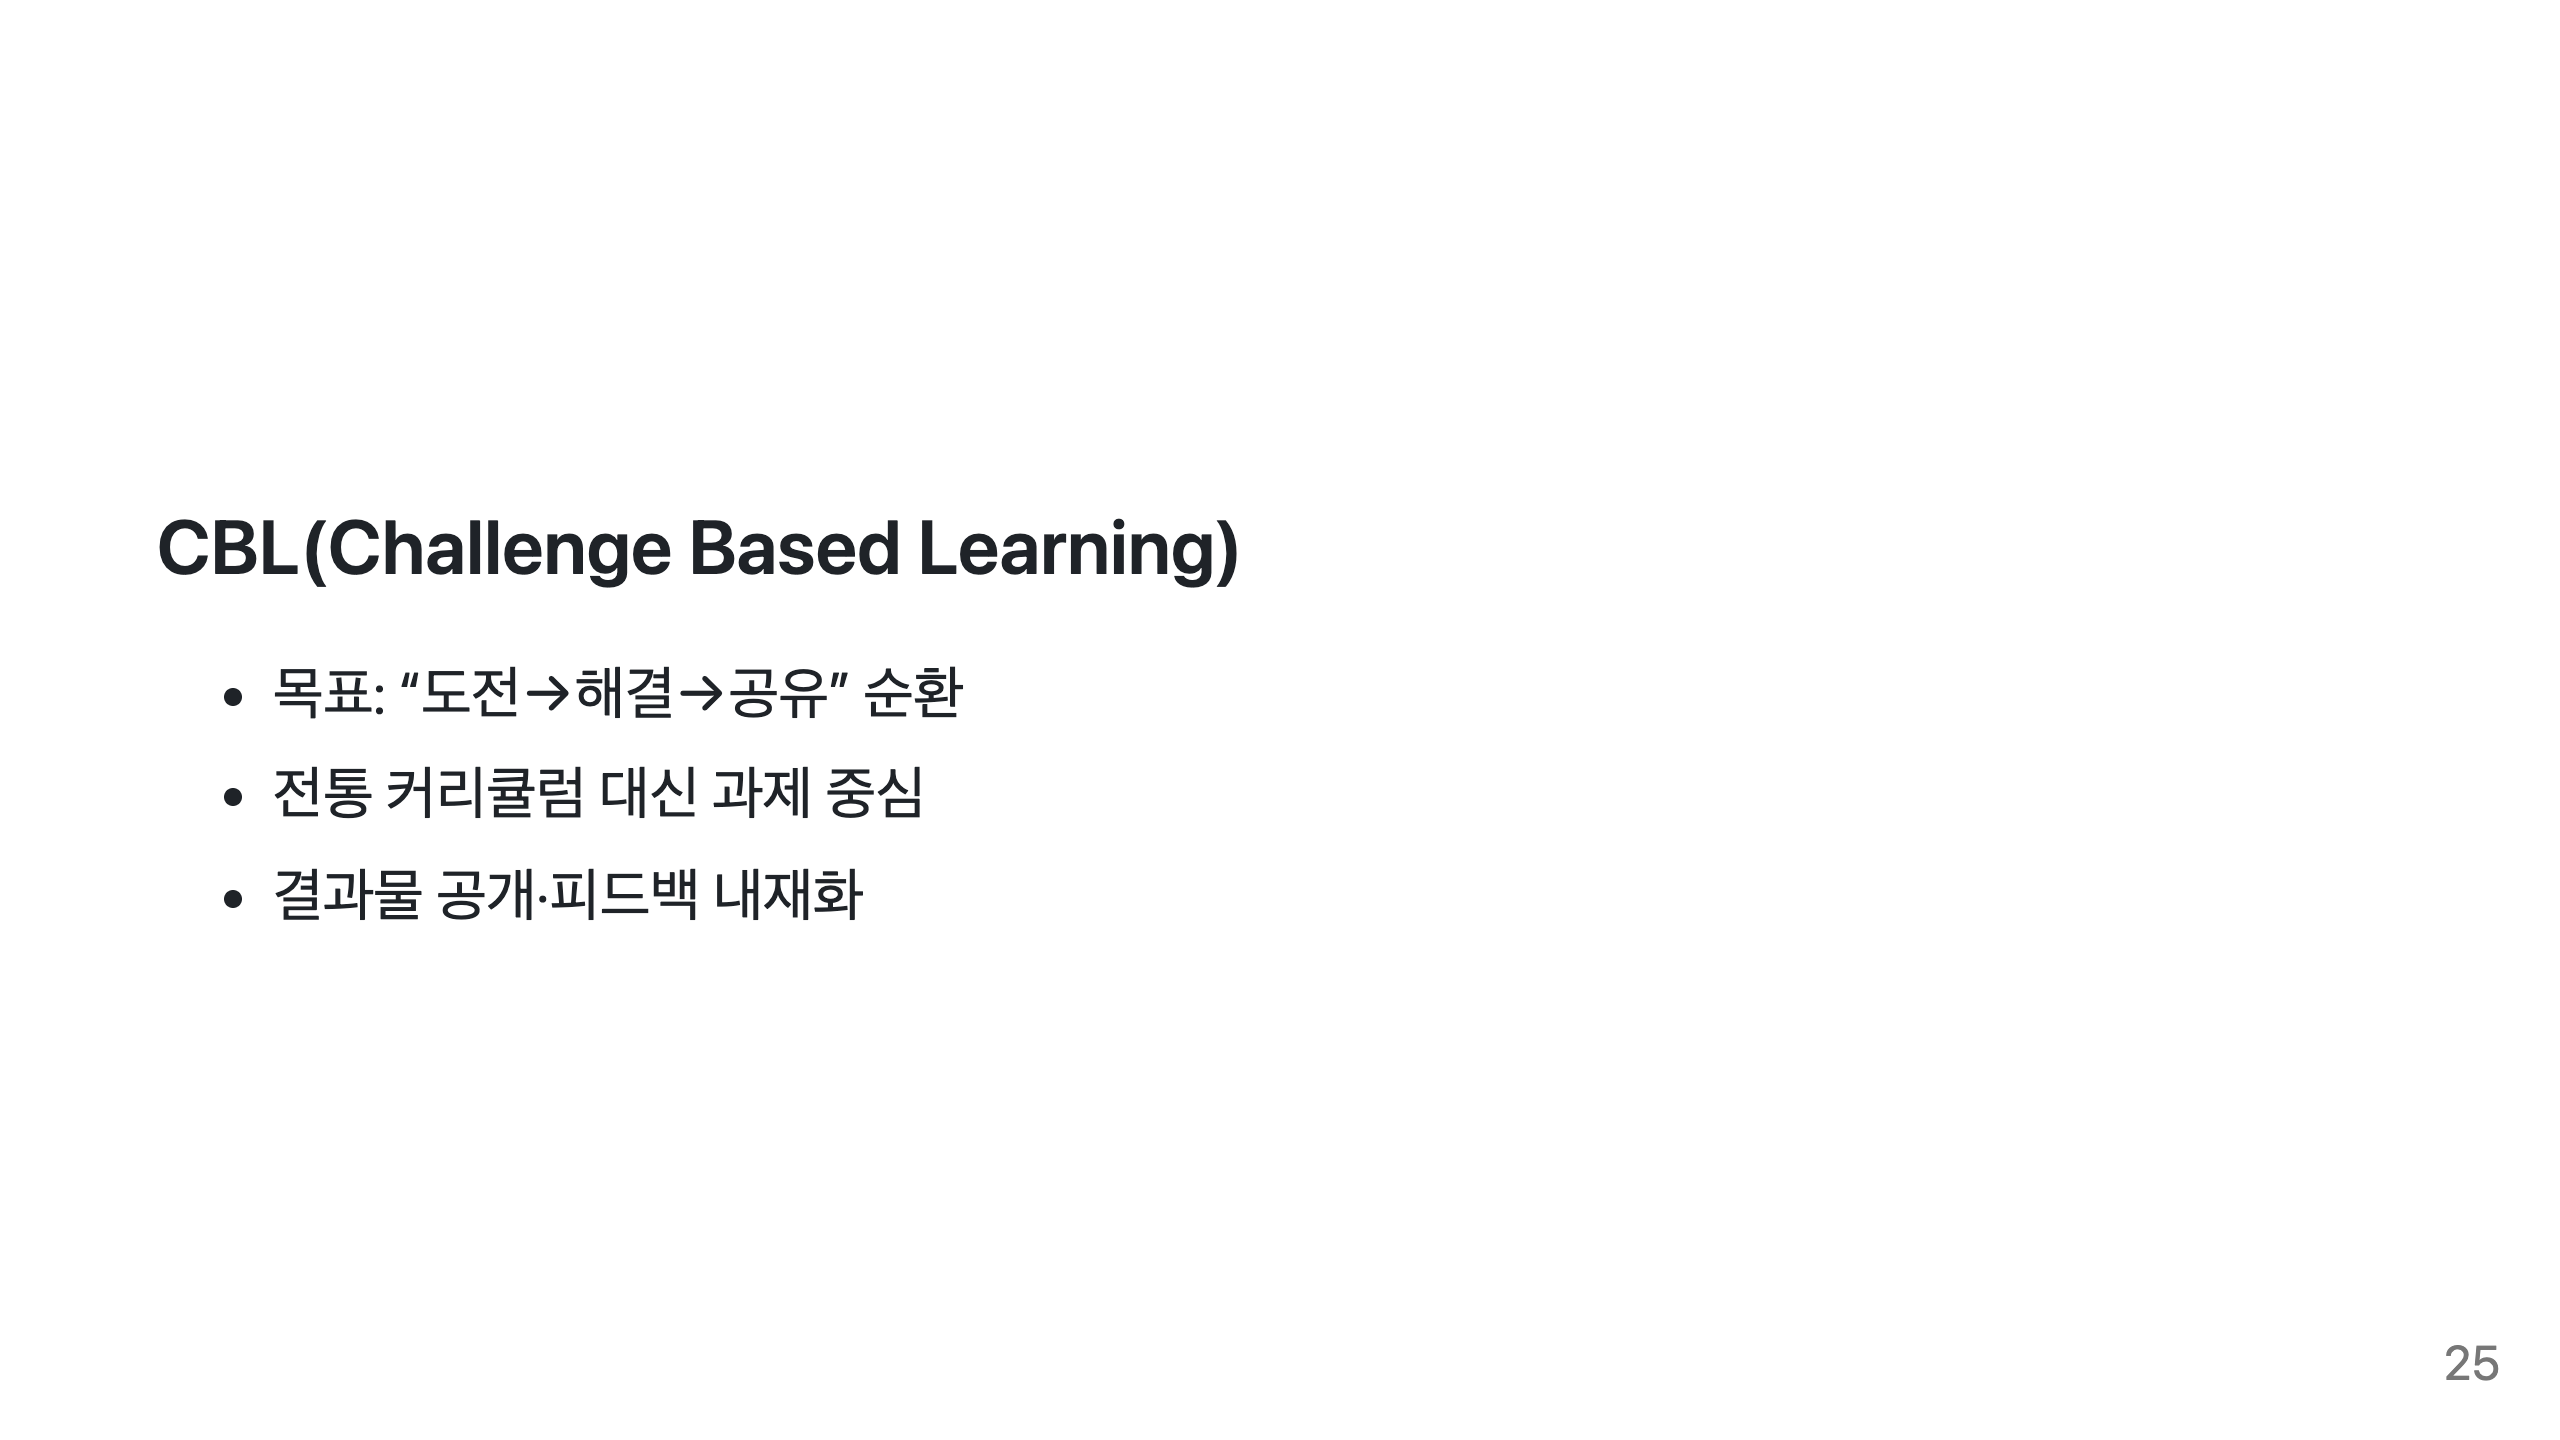 CBL(Challenge Based Learning)
• 목표: “도전→해결→공유” 순환
• 전통 커리큘럼 대신 과제 중심
• 결과물 공개·피드백 내재화
25